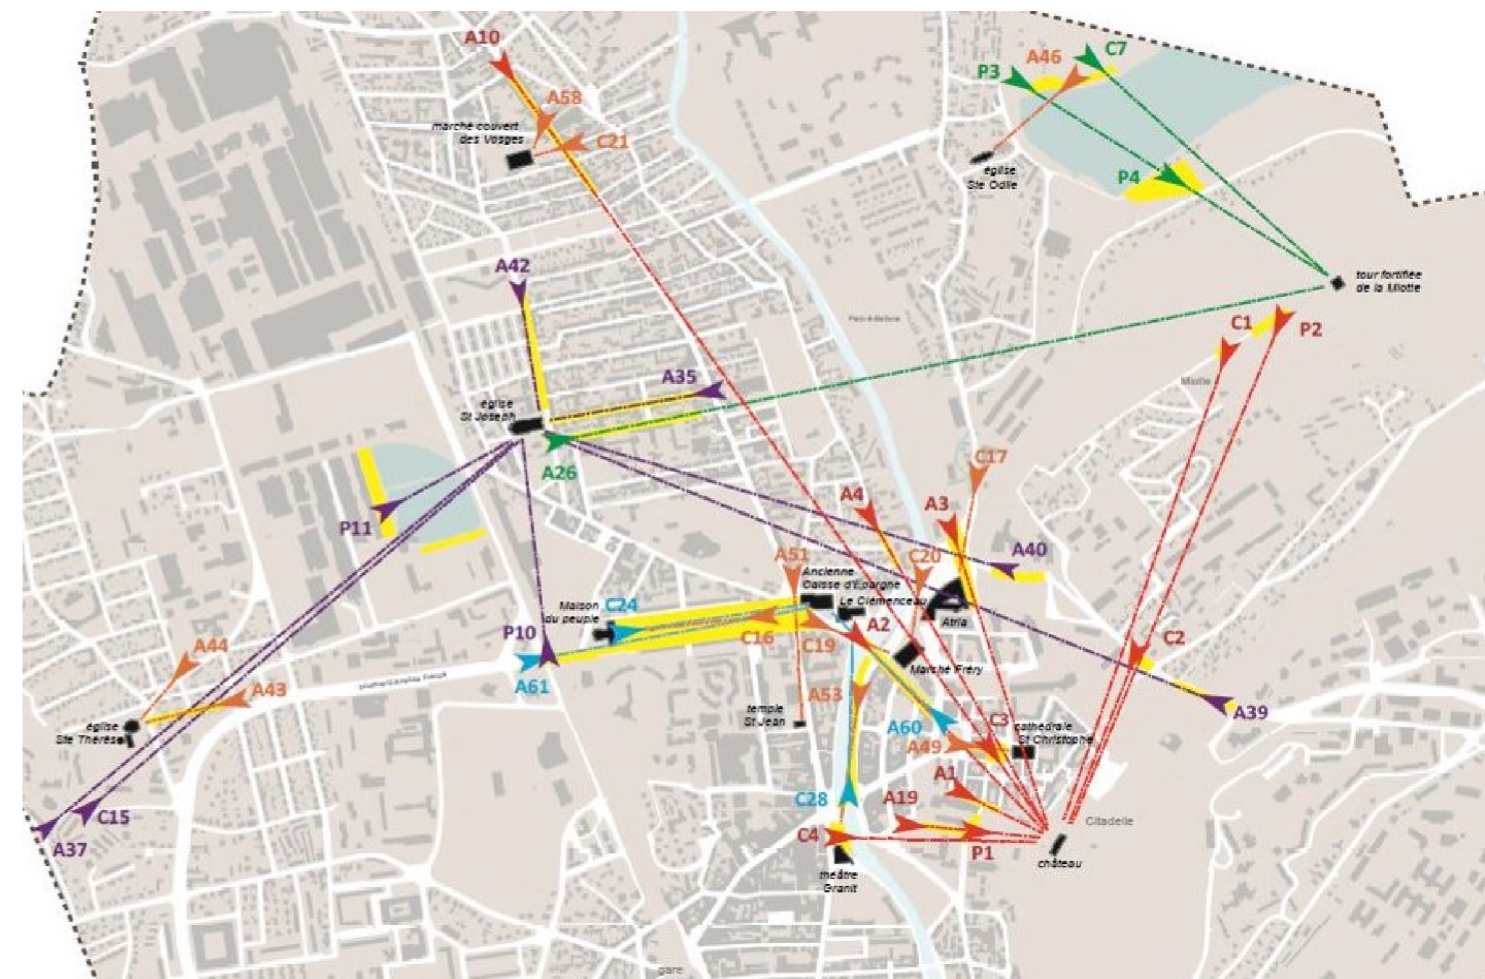 A10
C7
A46
P3
A58
marché couvert
des Vosges
C21
église
Ste Odile
P4
A42
tour fortifiée
de la Miotte
C1
P2
Miotte
A35
église
St Joseph
A26
C17
A4
A3
P11
A40
A51
C20
Ancienne
Caisse d'Epargne
Le Clémenceau
Maison
du peuple
C24
A2
Atria
P10
C16
C19
C2
Marché Fréry
A44
A61
A43
A53
temple
St Jean
A39
église
Ste Thérèse
A60
C3
cathédrale
St Christophe
A49
A1
C28
A19
C15
A37
C4
P1
Citadelle
château
théâtre
Granit
gare